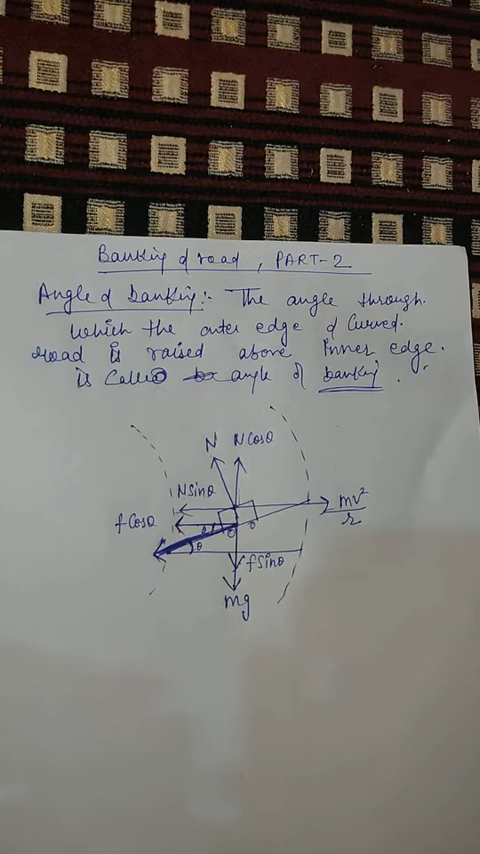 Banking of road, PART-2
Angle of banking:- The angle through
which the outer edge of Curved
road is raised above inner edge.
is called angle of banking.
N
N Cosθ
N Sinθ
mv²/r
f Cosθ
θ
θ
θ
θ
f Sinθ
mg